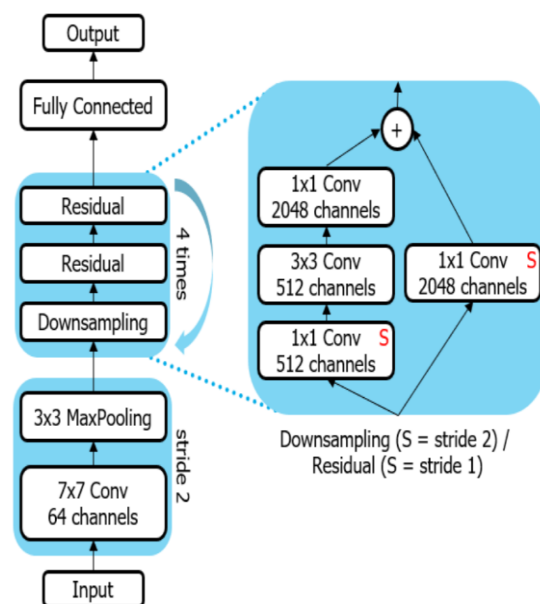 Output
Fully Connected
Residual
Residual
Downsampling
4 times
3x3 MaxPooling
7x7 Conv
64 channels
stride 2
Input
+
1x1 Conv
2048 channels
3x3 Conv
512 channels
1x1 Conv S
512 channels
1x1 Conv S
2048 channels
Downsampling (S = stride 2) /
Residual (S = stride 1)